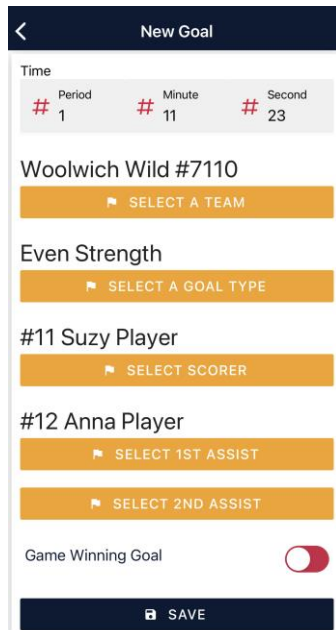 New Goal
Time
Period Minute Second
# 1 # 11 # 23
Woolwich Wild #7110
SELECT A TEAM
Even Strength
SELECT A GOAL TYPE
#11 Suzy Player
SELECT SCORER
#12 Anna Player
SELECT 1ST ASSIST
SELECT 2ND ASSIST
Game Winning Goal
SAVE